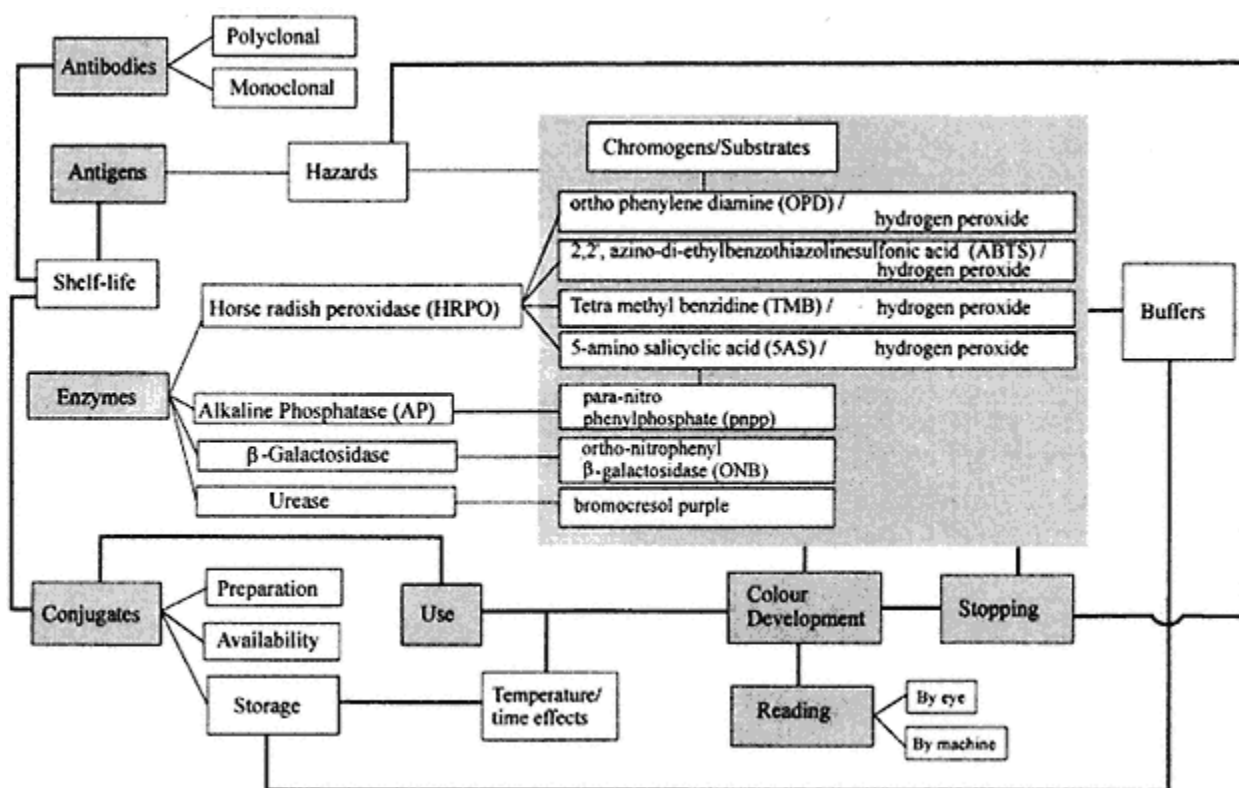 Polyclonal
Antibodies
Monoclonal
Chromogens/Substrates
Antigens
Hazards
ortho phenylene diamine (OPD) /
hydrogen peroxide
2,2', azino-di-ethylbenzothiazolinesulfonic acid (ABTS) /
hydrogen peroxide
Shelf-life
Horse radish peroxidase (HRPO)
Tetra methyl benzidine (TMB) / hydrogen peroxide
Buffers
5-amino salicyclic acid (5AS) / hydrogen peroxide
Enzymes
Alkaline Phosphatase (AP)
para-nitro
phenylphosphate (pnpp)
β-Galactosidase
ortho-nitrophenyl
β-galactosidase (ONB)
Urease
bromocresol purple
Conjugates
Preparation
Availability
Storage
Use
Temperature/
time effects
Colour
Development
Stopping
Reading
By eye
By machine